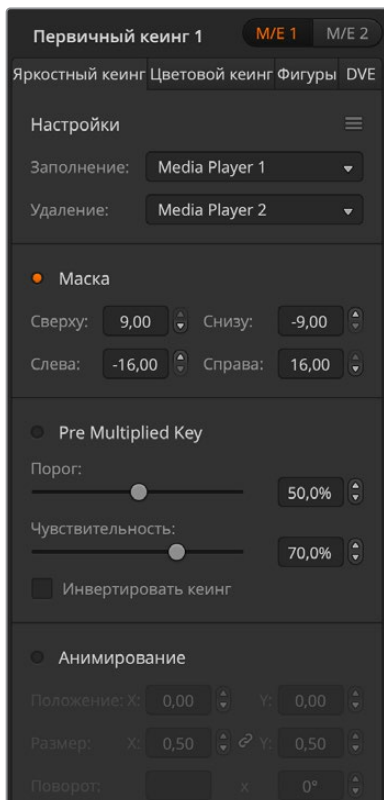 Первичный кеинг 1 M/E 1 M/E 2
Яркостный кеинг Цветовой кеинг Фигуры DVE
Настройки
Заполнение: Media Player 1
Удаление: Media Player 2
Маска
Сверху: 9,00 Снизу: -9,00
Слева: -16,00 Справа: 16,00
Pre Multiplied Key
Порог:
50,0%
Чувствительность:
70,0%
Инвертировать кеинг
Анимирование
Положение: X: 0,00 Y: 0,00
Размер: X: 0,50 Y: 0,50
Поворот: x 0°